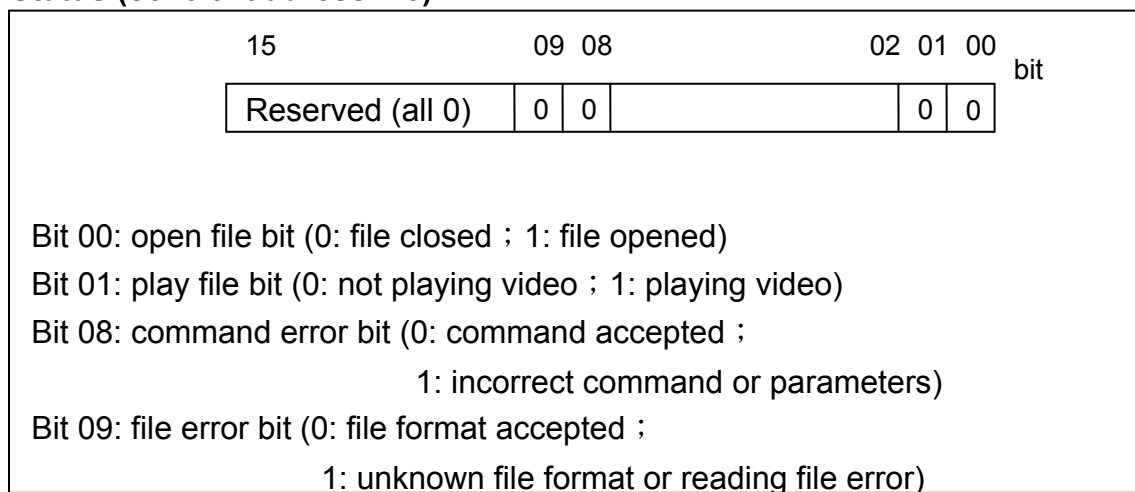 15 09 08 02 01 00
bit
Reserved (all 0) 0 0 0 0
Bit 00: open file bit (0: file closed；1: file opened)
Bit 01: play file bit (0: not playing video；1: playing video)
Bit 08: command error bit (0: command accepted；
1: incorrect command or parameters)
Bit 09: file error bit (0: file format accepted；
1: unknown file format or reading file error)